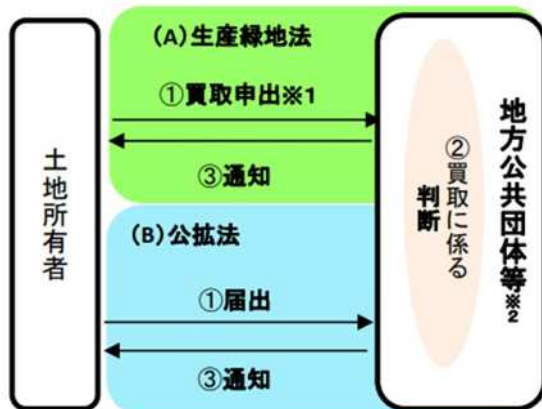 土地所有者
(A)生産緑地法
①買取申出※1
③通知
(B)公拡法
①届出
③通知
②買取に係る
判断
地方公共団体等※2